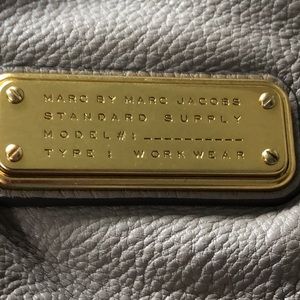 MARC BY MARC JACOBS
STANDARD SUPPLY
MODEL#: __________
TYPE: WORKWEAR